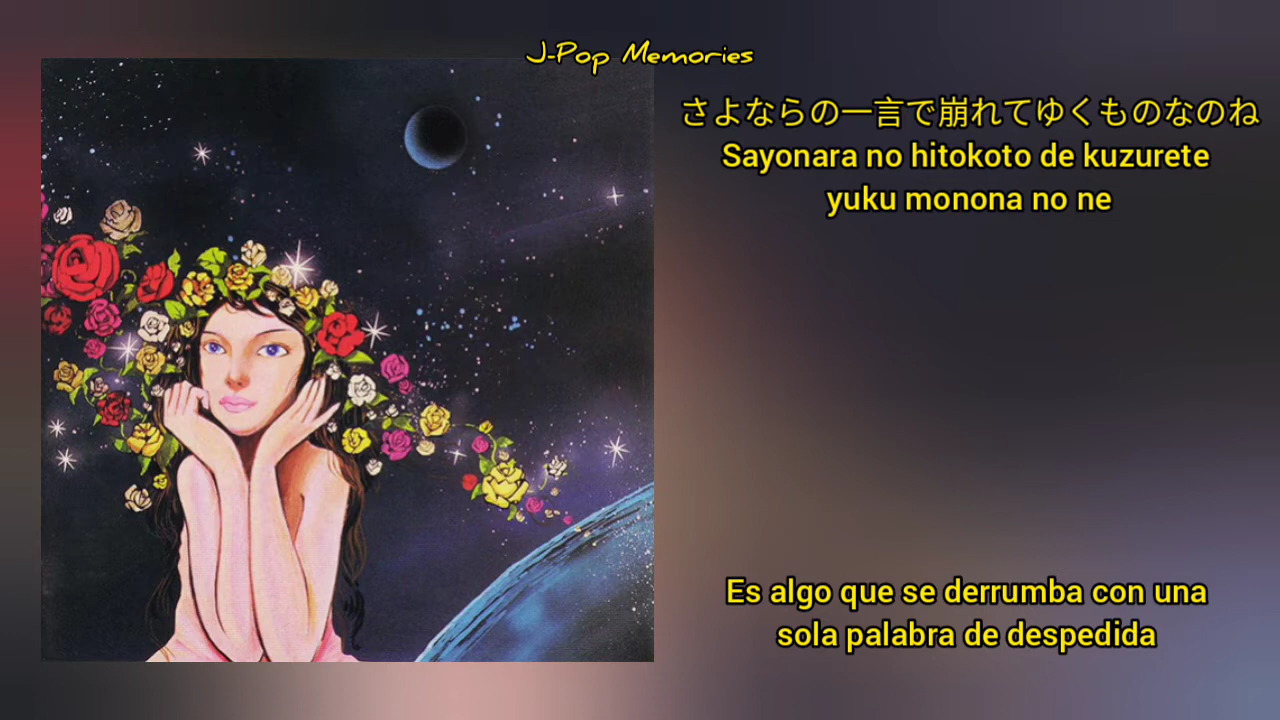 J-Pop Memories
さよならの一言で崩れてゆくものなのね
Sayonara no hitokoto de kuzurete
yuku monona no ne
Es algo que se derrumba con una
sola palabra de despedida